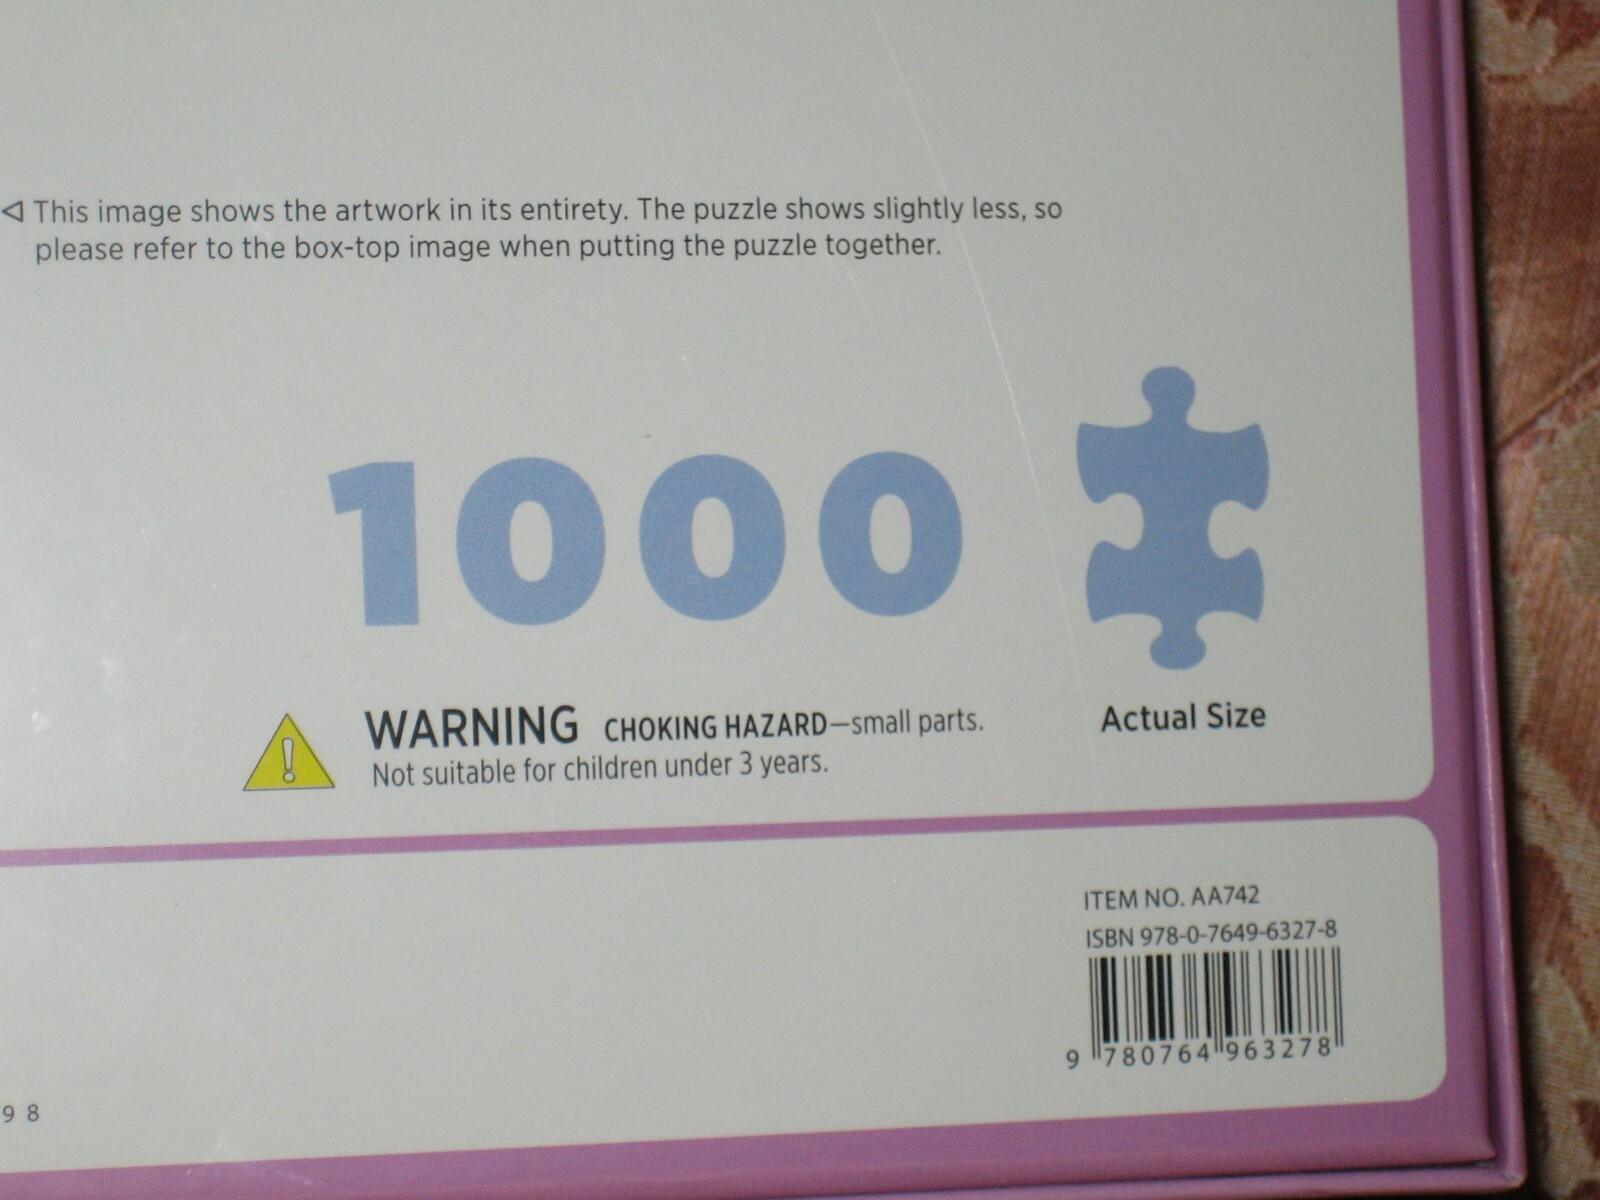 This image shows the artwork in its entirety. The puzzle shows slightly less, so
please refer to the box-top image when putting the puzzle together.
1000
WARNING CHOKING HAZARD—small parts.
Not suitable for children under 3 years.
Actual Size
ITEM NO. AA742
ISBN 978-0-7649-6327-8
9 780764 963278
9 8